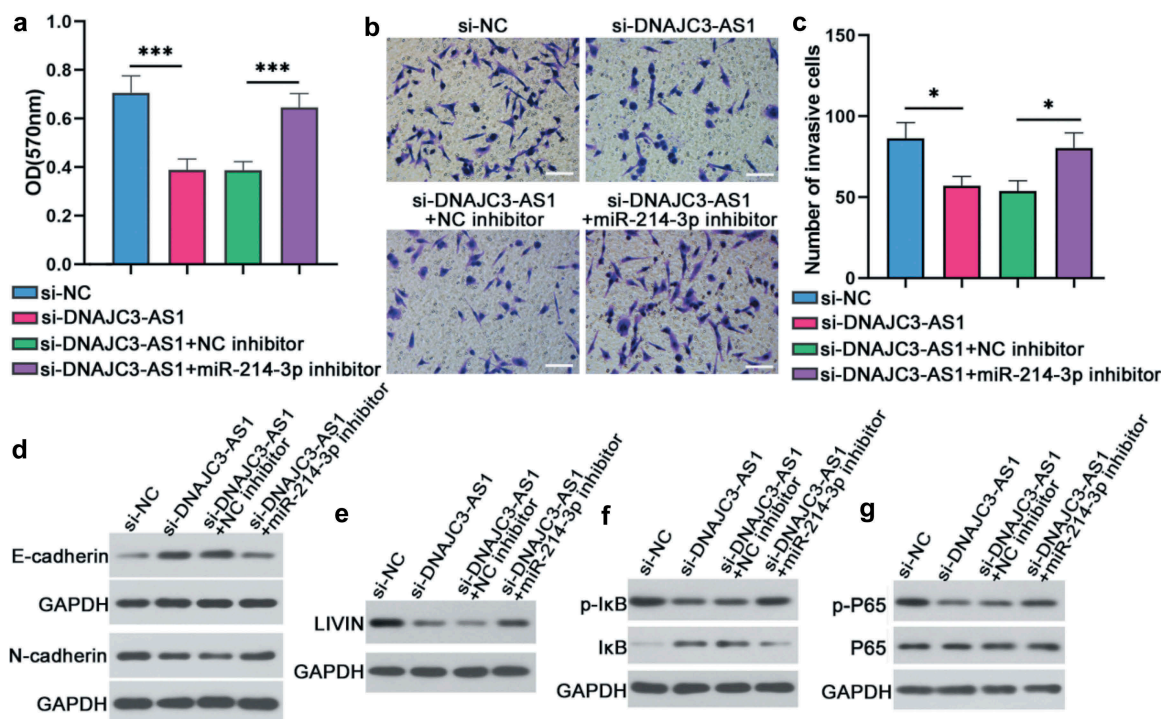 a
OD(570nm)
0.8
0.6
0.4
0.2
0.0
***
***
si-NC
si-DNAJC3-AS1
si-DNAJC3-AS1+NC inhibitor
si-DNAJC3-AS1+miR-214-3p inhibitor
b
si-NC
si-DNAJC3-AS1
si-DNAJC3-AS1
+NC inhibitor
si-DNAJC3-AS1
+miR-214-3p inhibitor
c
Number of invasive cells
150
100
50
0
*
*
si-NC
si-DNAJC3-AS1
si-DNAJC3-AS1+NC inhibitor
si-DNAJC3-AS1+miR-214-3p inhibitor
d
si-NC
si-DNAJC3-AS1
si-DNAJC3-AS1
+NC inhibitor
si-DNAJC3-AS1
+miR-214-3p inhibitor
E-cadherin
GAPDH
N-cadherin
GAPDH
e
si-NC
si-DNAJC3-AS1
si-DNAJC3-AS1
+NC inhibitor
si-DNAJC3-AS1
+miR-214-3p inhibitor
LIVIN
GAPDH
f
si-NC
si-DNAJC3-AS1
si-DNAJC3-AS1
+NC inhibitor
si-DNAJC3-AS1
+miR-214-3p inhibitor
p-IκB
IκB
GAPDH
g
si-NC
si-DNAJC3-AS1
si-DNAJC3-AS1
+NC inhibitor
si-DNAJC3-AS1
+miR-214-3p inhibitor
p-P65
P65
GAPDH